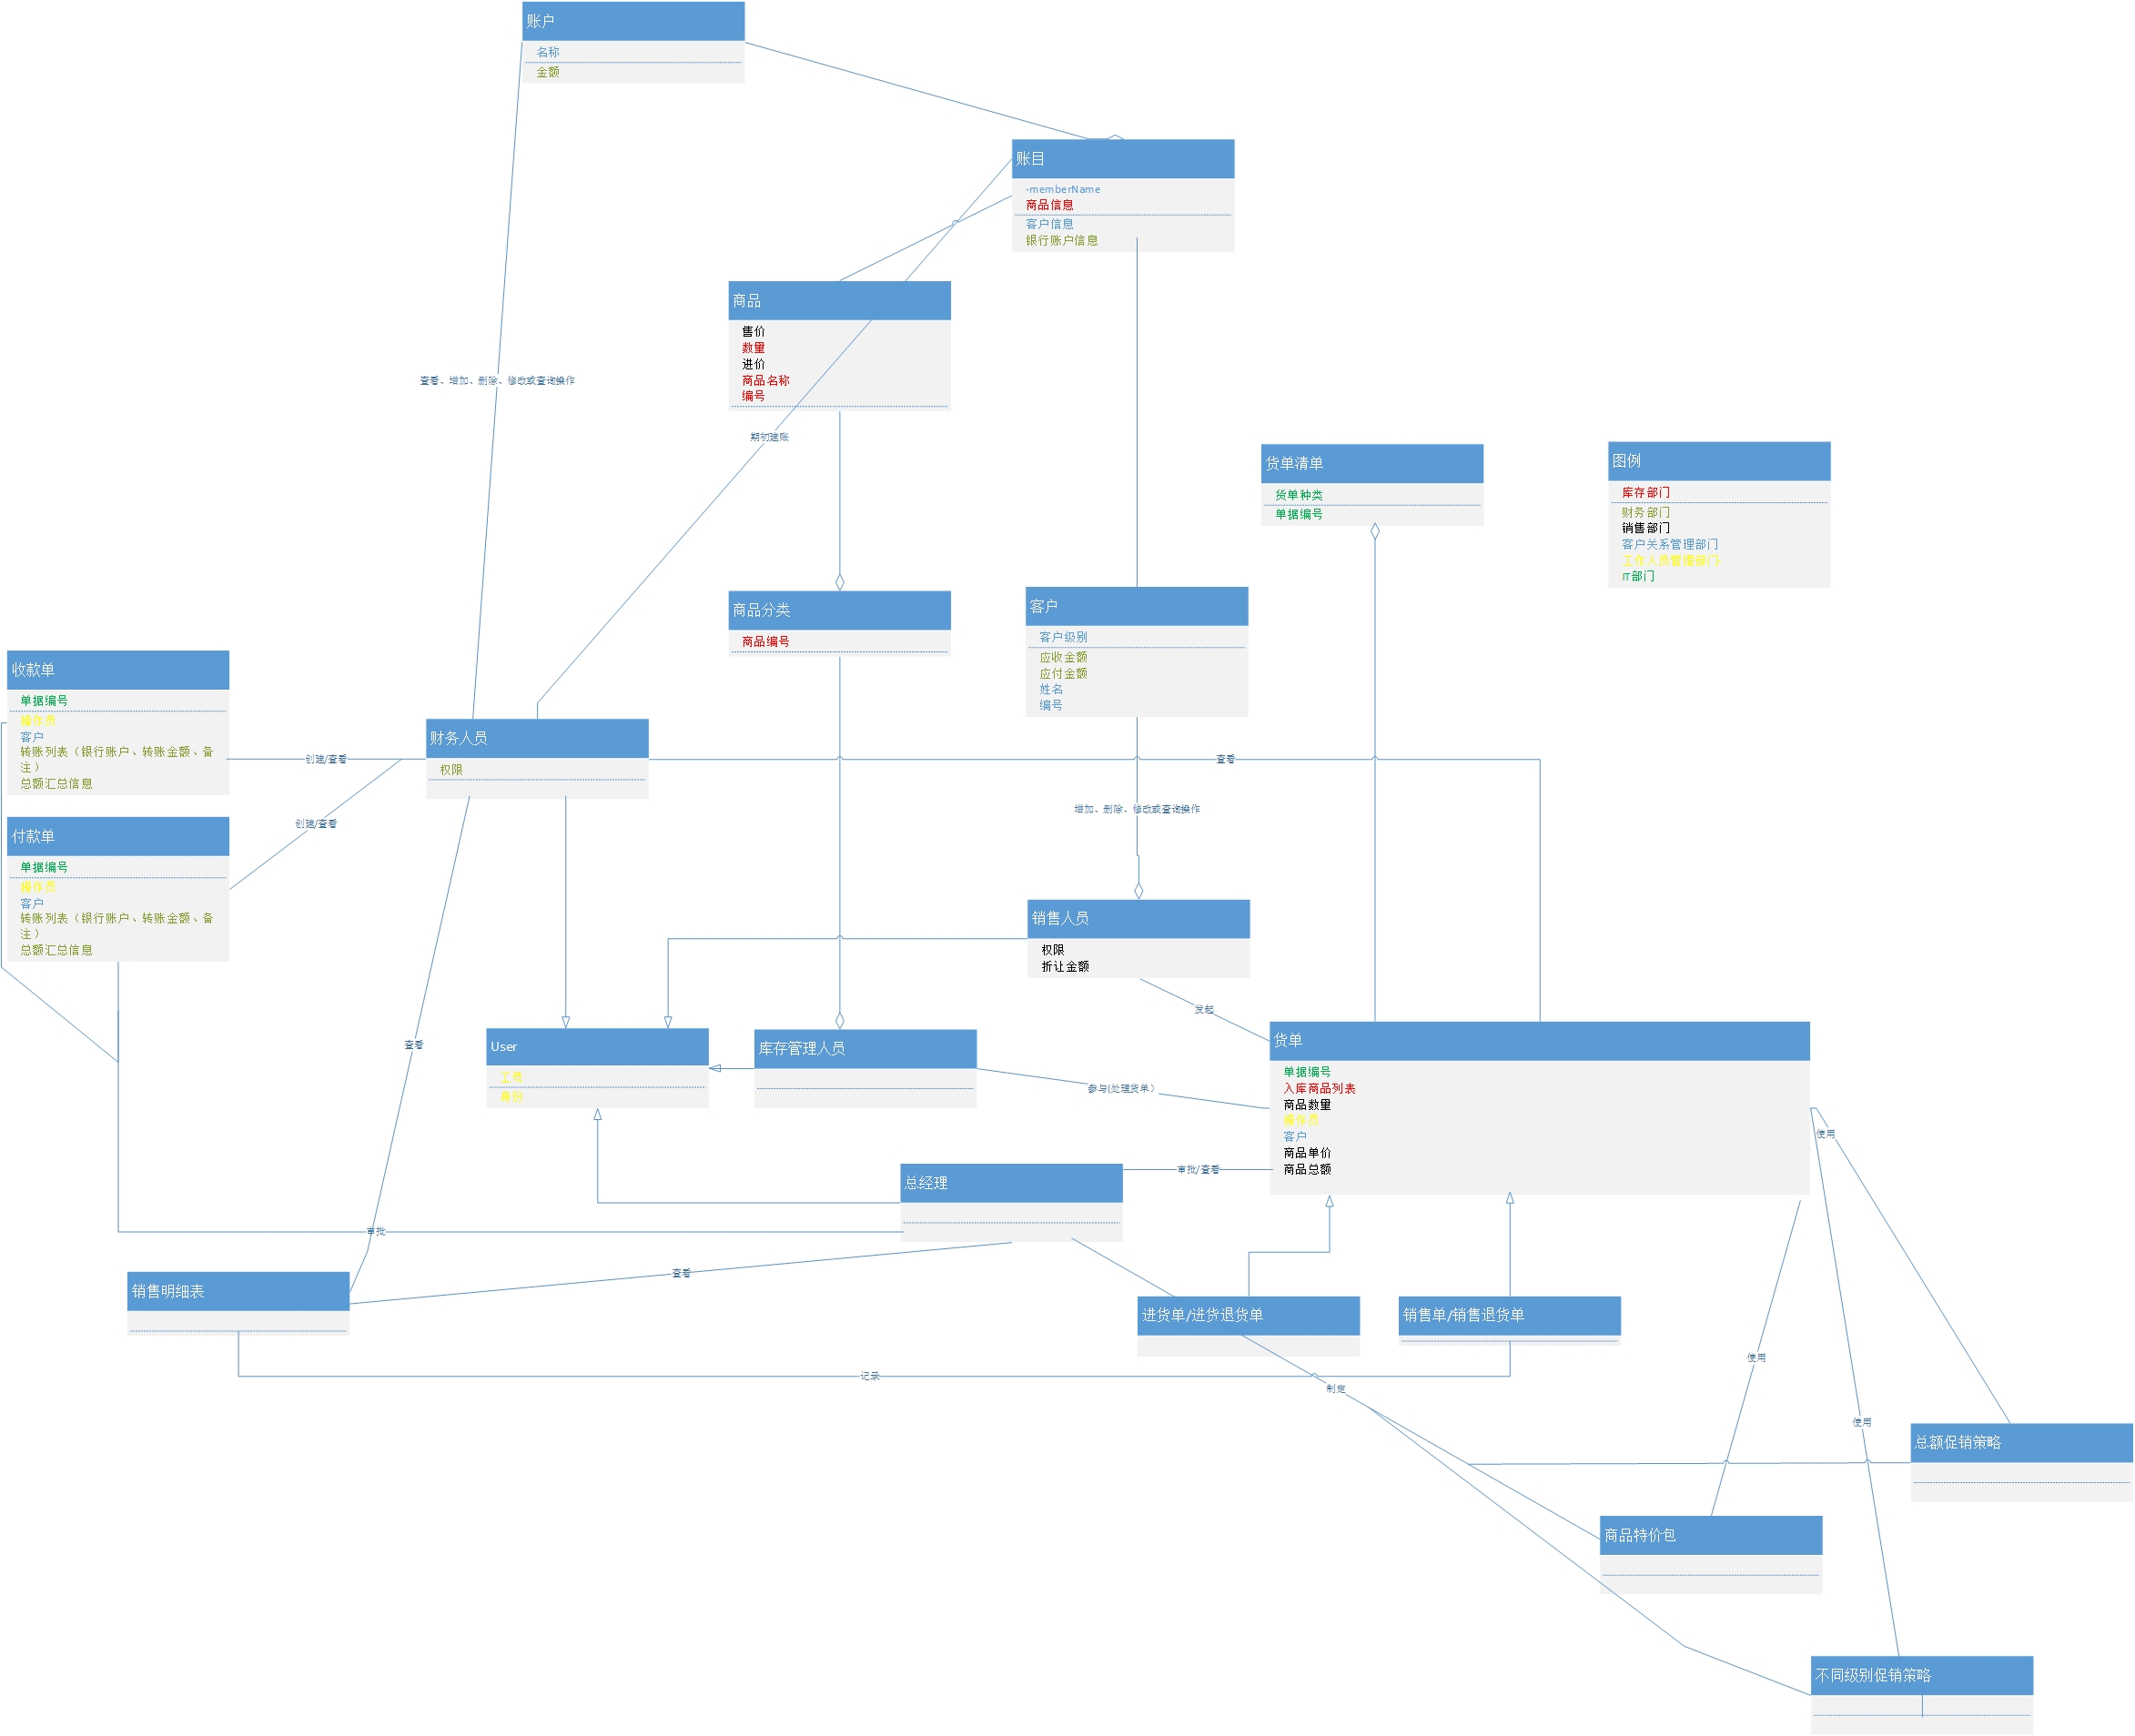 账户
名称
金额
账目
-memberName
商品信息
客户信息
银行账户信息
商品
售价
数量
进价
商品名称
编号
查看、增加、删除、修改或查询操作
期初建账
货单清单
货单种类
单据编号
图例
库存部门
财务部门
销售部门
客户关系管理部门
工作人员管理部门
IT部门
商品分类
商品编号
客户
客户级别
应收金额
应付金额
姓名
编号
收款单
单据编号
操作员
客户
转账列表（银行账户、转账金额、备
注）
总额汇总信息
财务人员
权限
创建/查看
查看
付款单
单据编号
操作员
客户
转账列表（银行账户、转账金额、备
注）
总额汇总信息
创建/查看
增加、删除、修改或查询操作
销售人员
权限
折让金额
发起
查看
User
工号
身份
库存管理人员
参与(处理货单）
货单
单据编号
入库商品列表
商品数量
操作员
客户
商品单价
商品总额
使用
总经理
审批/查看
审批
查看
销售明细表
进货单/进货退货单
销售单/销售退货单
记录
制定
使用
使用
总额促销策略
商品特价包
不同级别促销策略